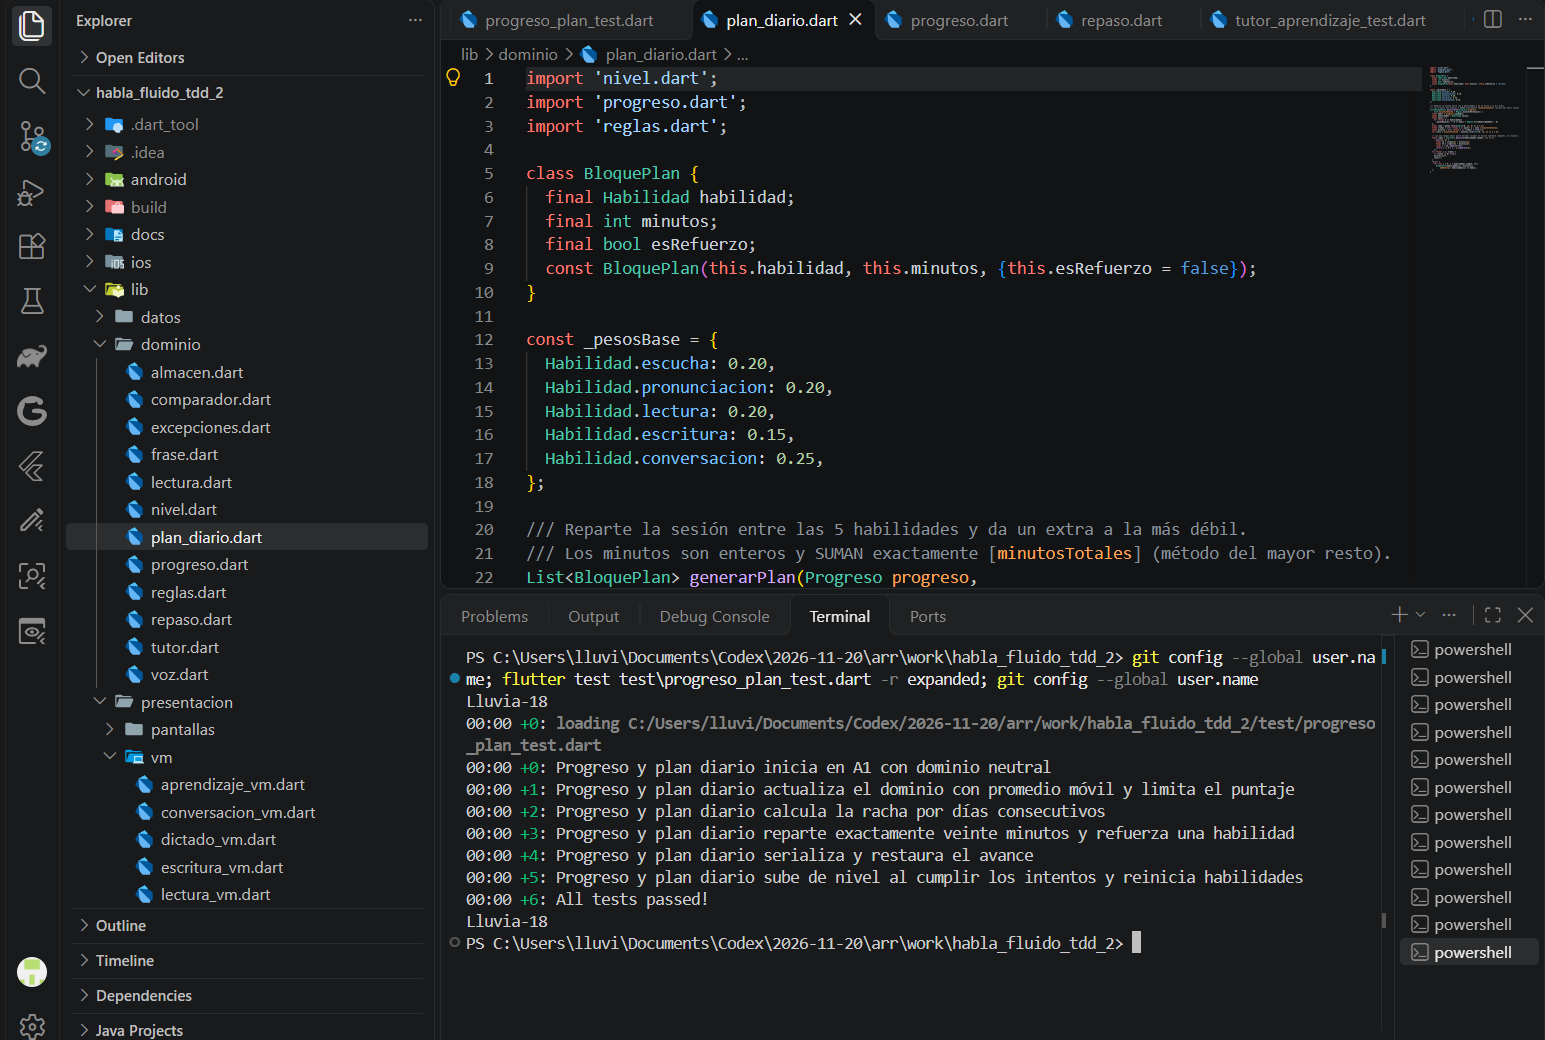 Explorer
Open Editors
habla_fluido_tdd_2
.dart_tool
.idea
android
build
docs
ios
lib
datos
dominio
almacen.dart
comparador.dart
excepciones.dart
frase.dart
lectura.dart
nivel.dart
plan_diario.dart
progreso.dart
reglas.dart
repaso.dart
tutor.dart
voz.dart
presentacion
pantallas
vm
aprendizaje_vm.dart
conversacion_vm.dart
dictado_vm.dart
escritura_vm.dart
lectura_vm.dart
Outline
Timeline
Dependencies
Java Projects
progreso_plan_test.dart
plan_diario.dart
progreso.dart
repaso.dart
tutor_aprendizaje_test.dart
lib > dominio > plan_diario.dart > ...
1 import 'nivel.dart';
2 import 'progreso.dart';
3 import 'reglas.dart';
4
5 class BloquePlan {
6 final Habilidad habilidad;
7 final int minutos;
8 final bool esRefuerzo;
9 const BloquePlan(this.habilidad, this.minutos, {this.esRefuerzo = false});
10 }
11
12 const _pesosBase = {
13 Habilidad.escucha: 0.20,
14 Habilidad.pronunciacion: 0.20,
15 Habilidad.lectura: 0.20,
16 Habilidad.escritura: 0.15,
17 Habilidad.conversacion: 0.25,
18 };
19
20 /// Reparte la sesión entre las 5 habilidades y da un extra a la más débil.
21 /// Los minutos son enteros y SUMAN exactamente [minutosTotales] (método del mayor resto).
22 List<BloquePlan> generarPlan(Progreso progreso,
Problems
Output
Debug Console
Terminal
Ports
PS C:\Users\lluvi\Documents\Codex\2026-11-20\arr\work\habla_fluido_tdd_2> git config --global user.na
me; flutter test test\progreso_plan_test.dart -r expanded; git config --global user.name
Lluvia-18
00:00 +0: loading C:/Users/lluvi/Documents/Codex/2026-11-20/arr/work/habla_fluido_tdd_2/test/progreso
_plan_test.dart
00:00 +0: Progreso y plan diario inicia en A1 con dominio neutral
00:00 +1: Progreso y plan diario actualiza el dominio con promedio móvil y limita el puntaje
00:00 +2: Progreso y plan diario calcula la racha por días consecutivos
00:00 +3: Progreso y plan diario reparte exactamente veinte minutos y refuerza una habilidad
00:00 +4: Progreso y plan diario serializa y restaura el avance
00:00 +5: Progreso y plan diario sube de nivel al cumplir los intentos y reinicia habilidades
00:00 +6: All tests passed!
Lluvia-18
PS C:\Users\lluvi\Documents\Codex\2026-11-20\arr\work\habla_fluido_tdd_2>
powershell
powershell
powershell
powershell
powershell
powershell
powershell
powershell
powershell
powershell
powershell
powershell